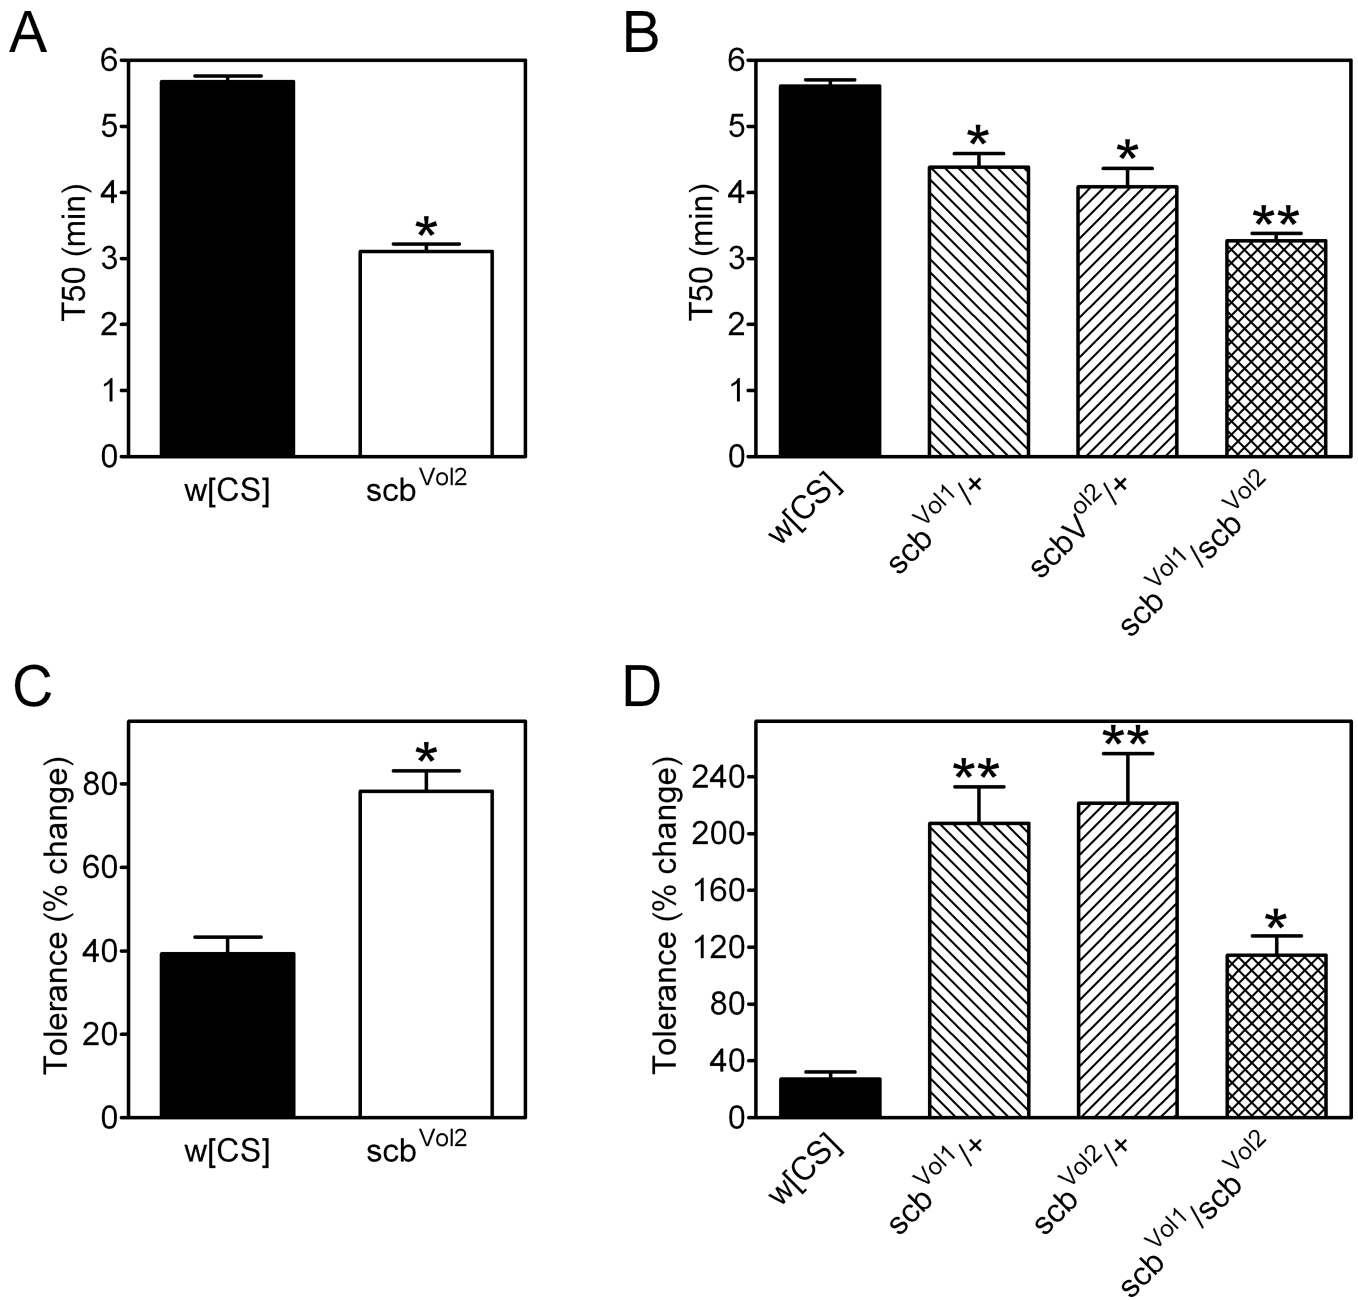 A
T50 (min)
6
5
4
3
2
1
0
*
w[CS]
scb^Vol2
B
T50 (min)
6
5
4
3
2
1
0
*
*
**
w[CS]
scb^Vol1/+
scbV^ol2/+
scb^Vol1/scb^Vol2
C
Tolerance (% change)
80
60
40
20
0
*
w[CS]
scb^Vol2
D
Tolerance (% change)
240
200
160
120
80
40
0
**
**
*
w[CS]
scb^Vol1/+
scb^Vol2/+
scb^Vol1/scb^Vol2